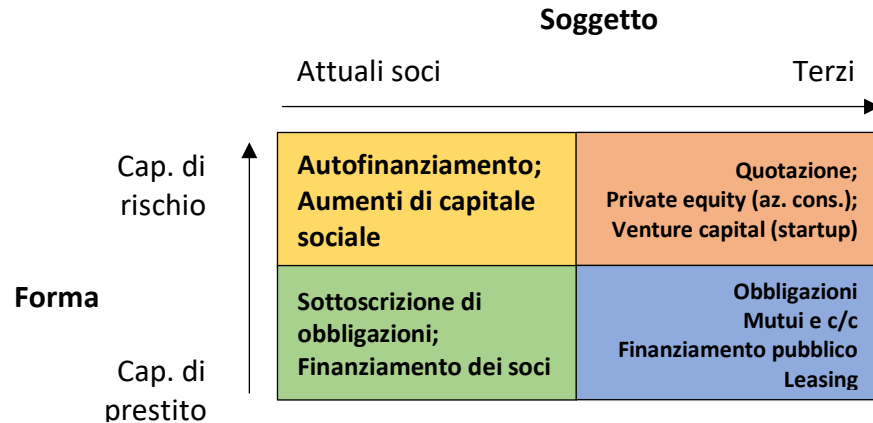 Soggetto
Attuali soci
Terzi
Cap. di
rischio
Autofinanziamento;
Aumenti di capitale
sociale
Quotazione;
Private equity (az. cons.);
Venture capital (startup)
Forma
Sottoscrizione di
obbligazioni;
Finanziamento dei soci
Obbligazioni
Mutui e c/c
Finanziamento pubblico
Leasing
Cap. di
prestito